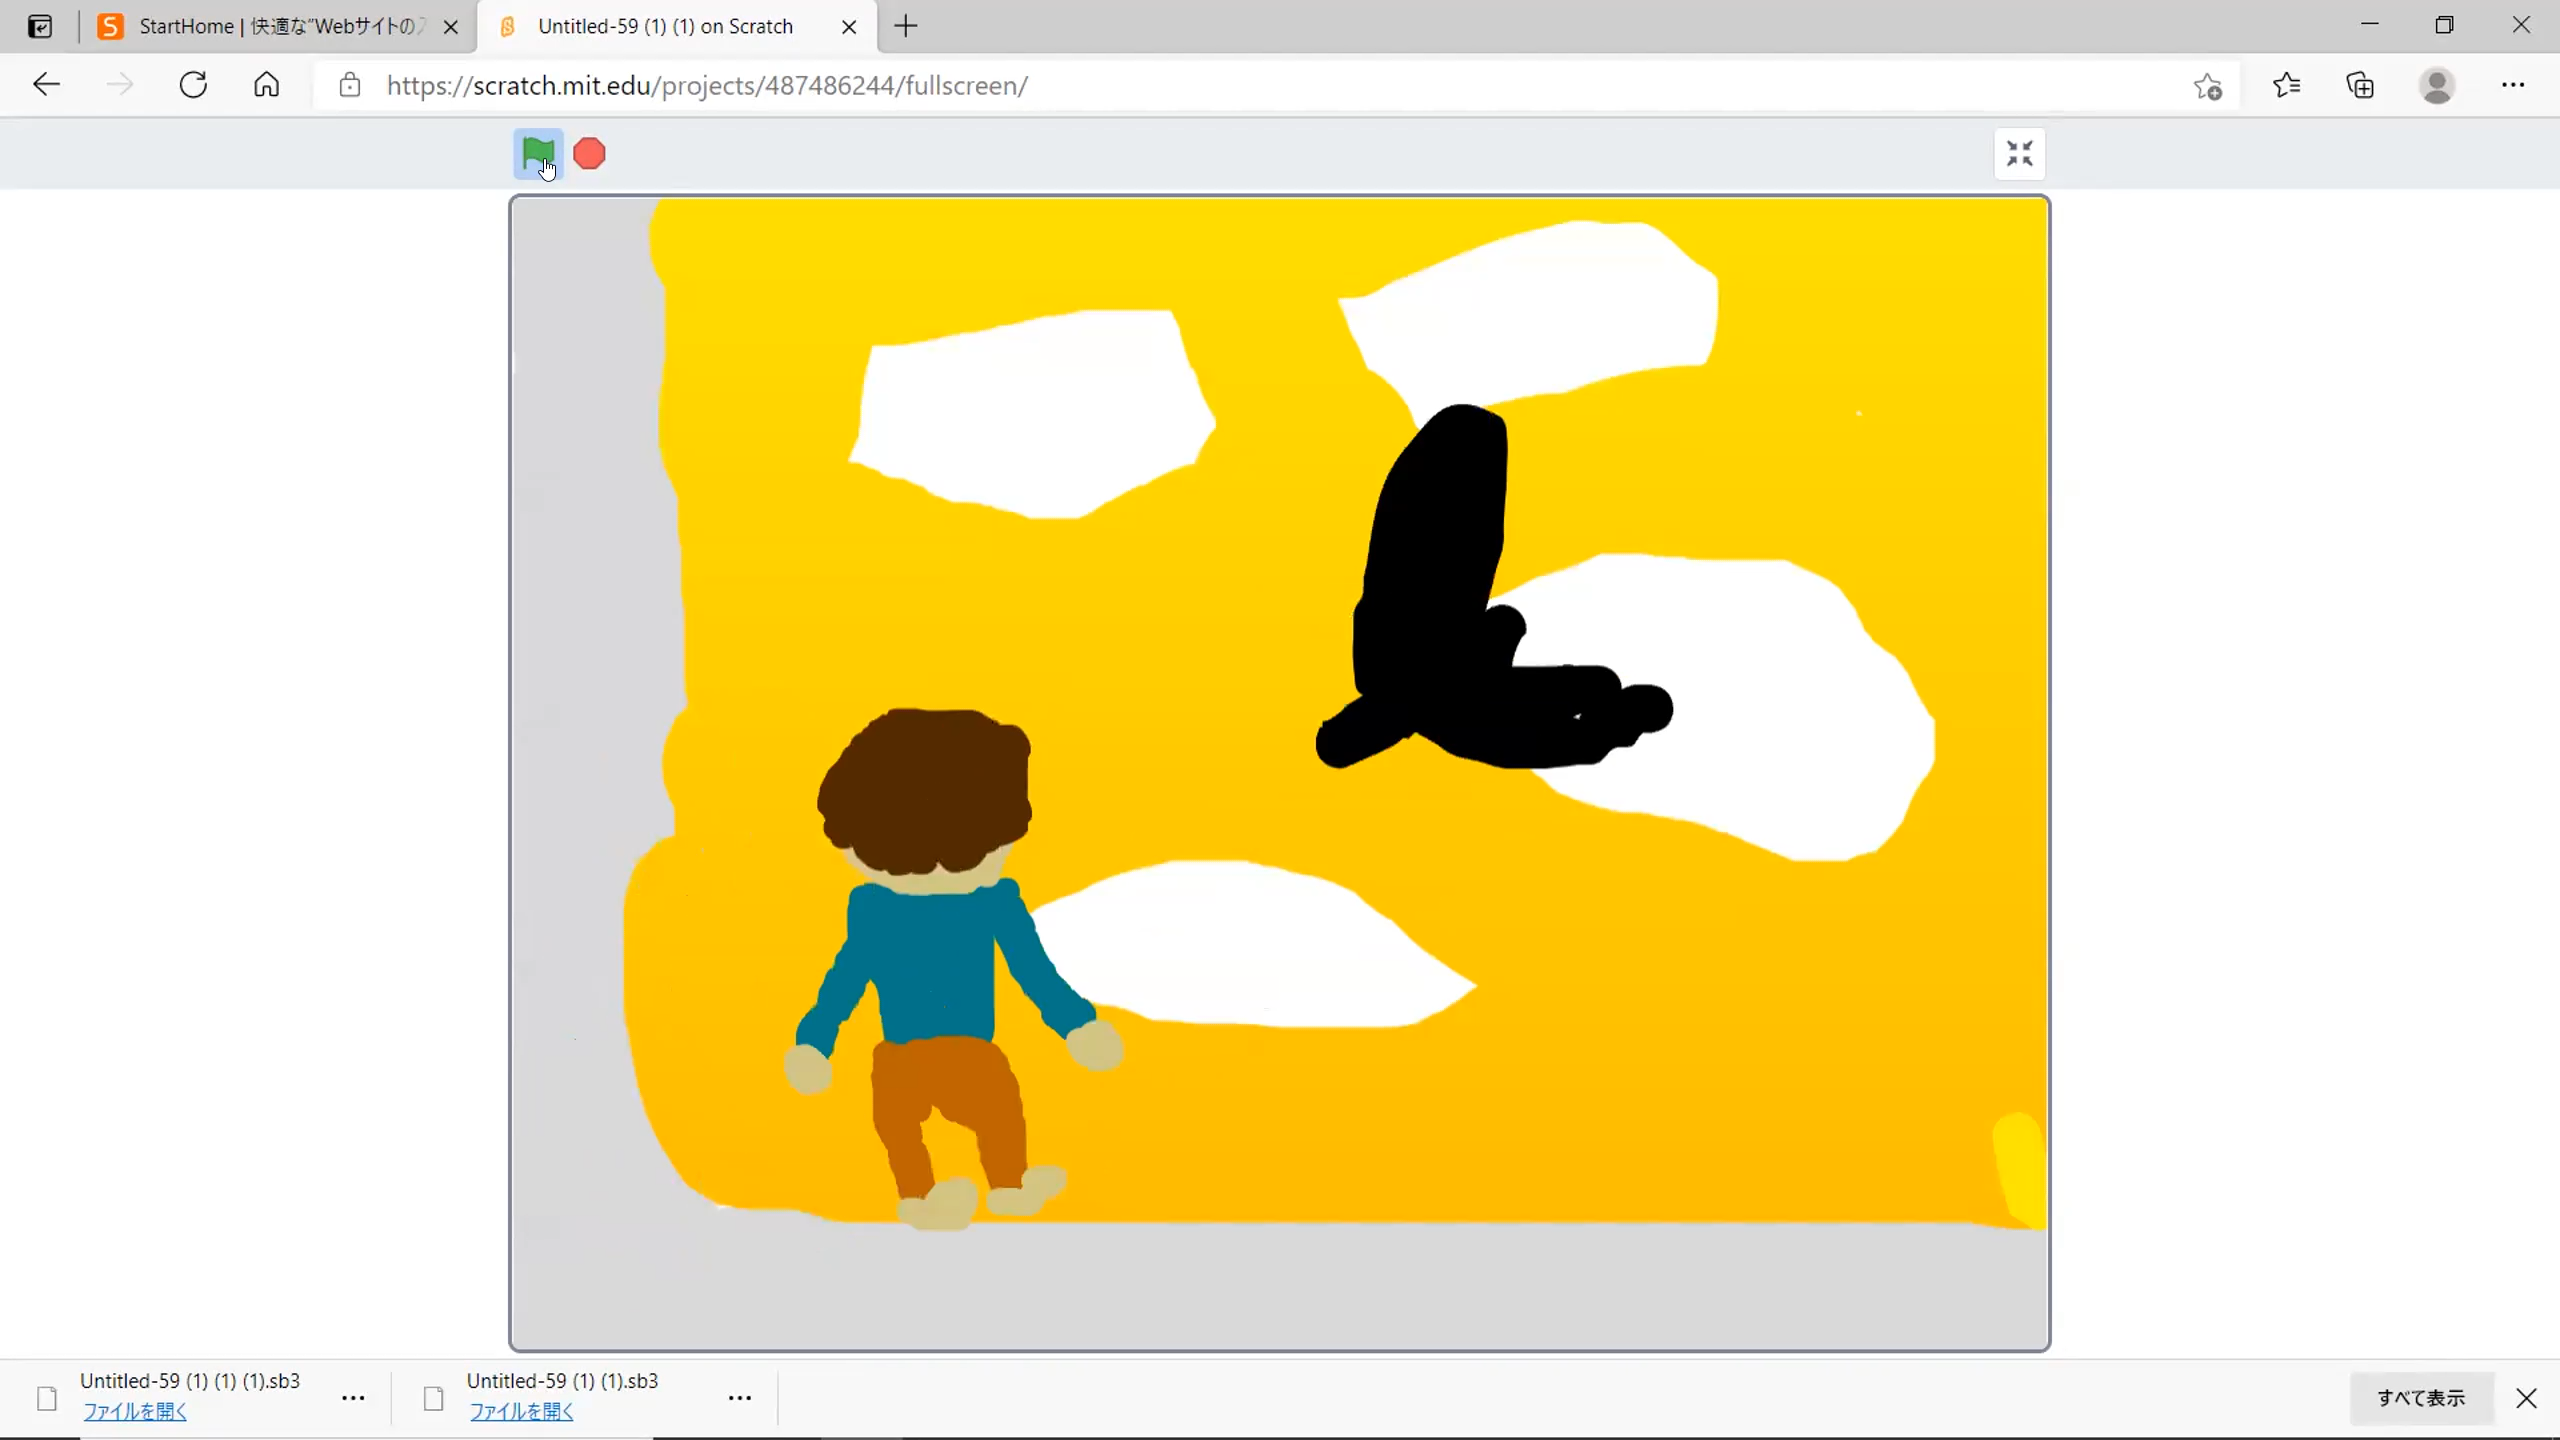 StartHome | 快適な"Webサイトの
Untitled-59 (1) (1) on Scratch
https://scratch.mit.edu/projects/487486244/fullscreen/
Untitled-59 (1) (1) (1).sb3
ファイルを開く
Untitled-59 (1) (1).sb3
ファイルを開く
すべて表示